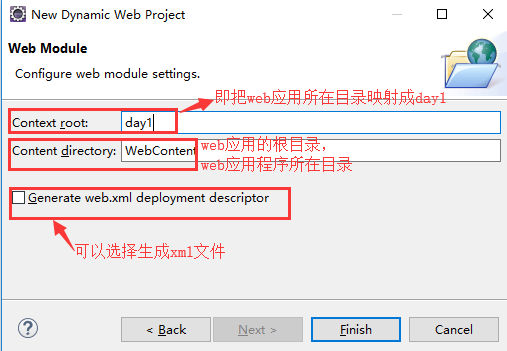 New Dynamic Web Project
Web Module
Configure web module settings.
即把web应用所在目录映射成day1
Context root: day1
Content directory: WebContent
web应用的根目录,
web应用程序所在目录
Generate web.xml deployment descriptor
可以选择生成xml文件
?
< Back Next > Finish Cancel